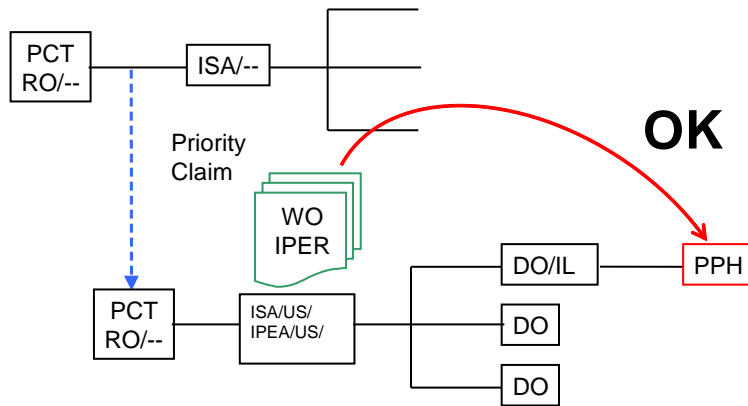 PCT
RO/--
ISA/--
OK
Priority
Claim
WO
IPER
DO/IL
PPH
PCT
RO/--
ISA/US/
IPEA/US/
DO
DO